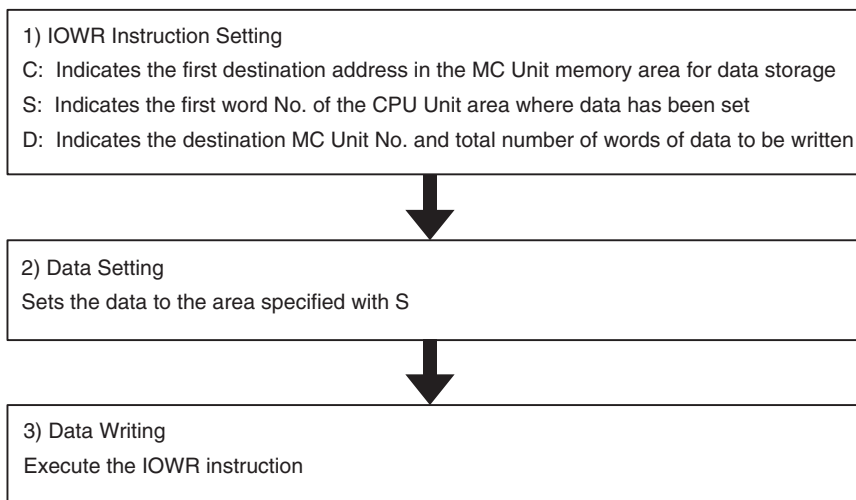 1) IOWR Instruction Setting
C: Indicates the first destination address in the MC Unit memory area for data storage
S: Indicates the first word No. of the CPU Unit area where data has been set
D: Indicates the destination MC Unit No. and total number of words of data to be written
2) Data Setting
Sets the data to the area specified with S
3) Data Writing
Execute the IOWR instruction